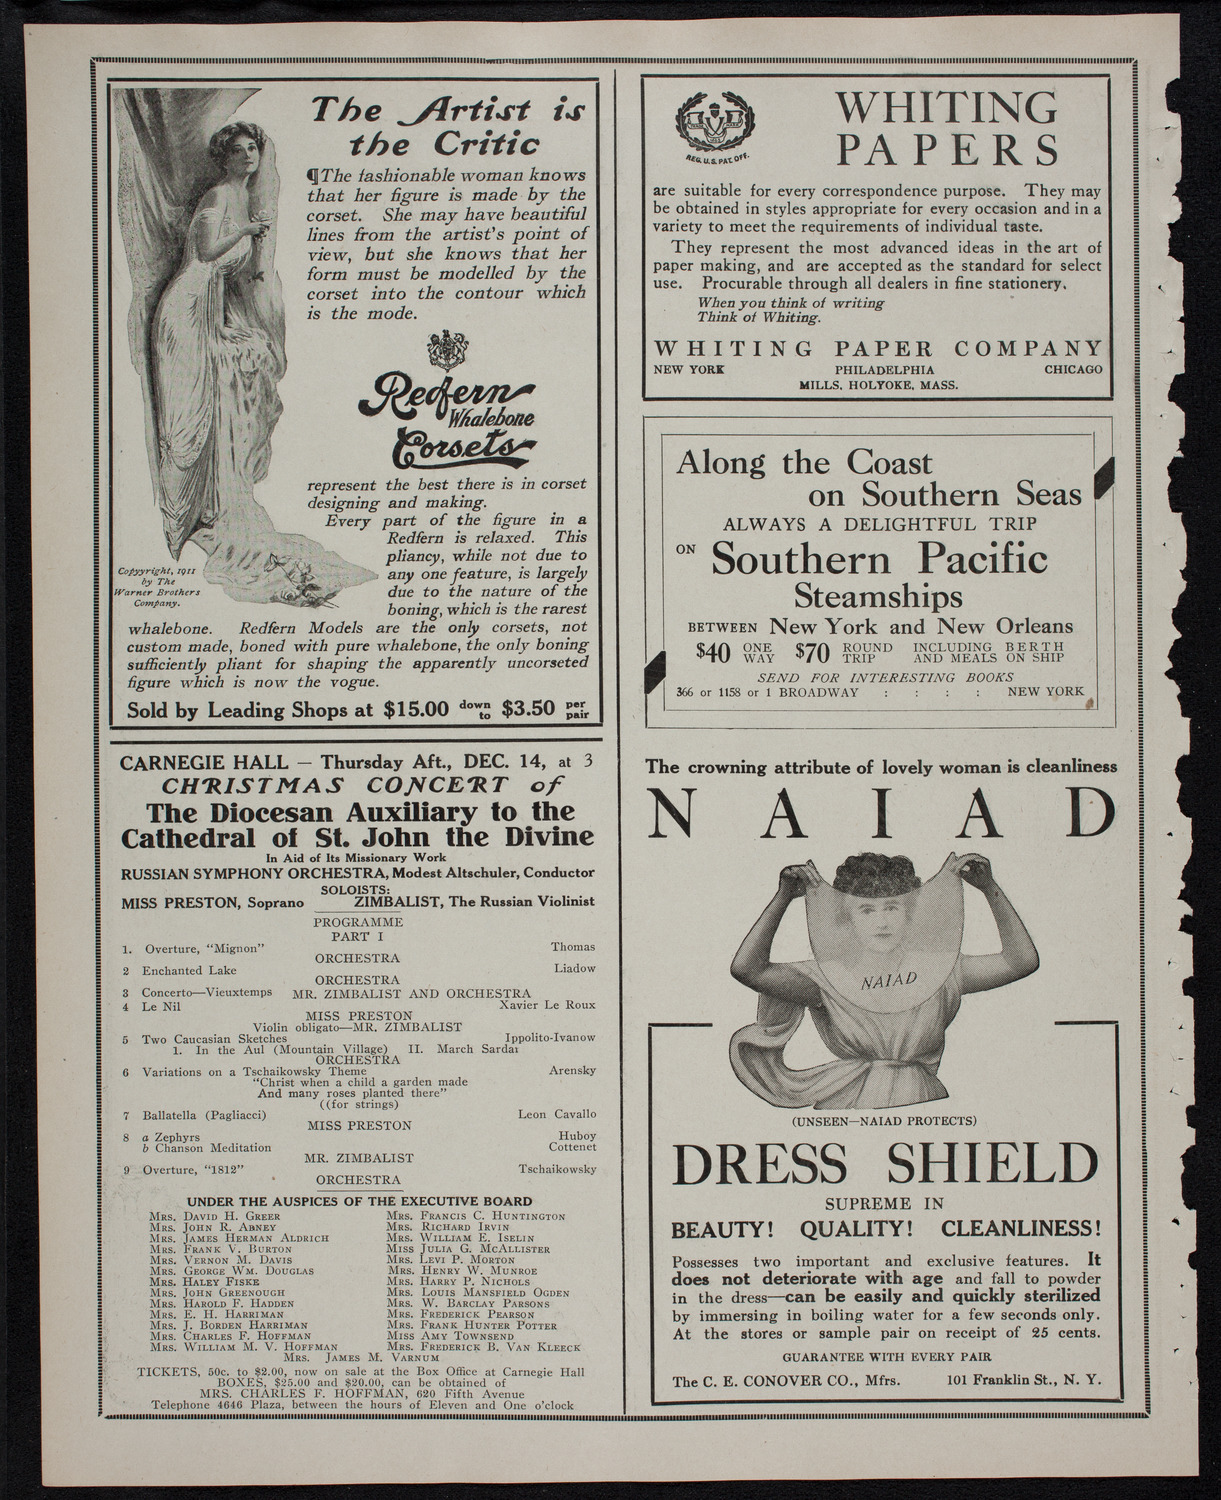 The Artist is
the Critic
¶The fashionable woman knows
that her figure is made by the
corset. She may have beautiful
lines from the artist's point of
view, but she knows that her
form must be modelled by the
corset into the contour which
is the mode.
Redfern
Whalebone
Corsets
represent the best there is in corset
designing and making.
Every part of the figure in a
Redfern is relaxed. This
pliancy, while not due to
any one feature, is largely
due to the nature of the
boning, which is the rarest
whalebone. Redfern Models are the only corsets, not
custom made, boned with pure whalebone, the only boning
sufficiently pliant for shaping the apparently uncorseted
figure which is now the vogue.
Copyyright, 1911
by The
Warner Brothers
Company.
Sold by Leading Shops at $15.00 down to $3.50 per pair
CARNEGIE HALL — Thursday Aft., DEC. 14, at 3
CHRISTMAS CONCERT of
The Diocesan Auxiliary to the
Cathedral of St. John the Divine
In Aid of Its Missionary Work
RUSSIAN SYMPHONY ORCHESTRA, Modest Altschuler, Conductor
SOLOISTS:
MISS PRESTON, Soprano ZIMBALIST, The Russian Violinist
PROGRAMME
PART I
1. Overture, "Mignon" Thomas
ORCHESTRA
2 Enchanted Lake Liadow
ORCHESTRA
3 Concerto—Vieuxtemps MR. ZIMBALIST AND ORCHESTRA
4 Le Nil Xavier Le Roux
MISS PRESTON
Violin obligato—MR. ZIMBALIST
5 Two Caucasian Sketches Ippolito-Ivanow
1. In the Aul (Mountain Village) II. March Sardar
ORCHESTRA
6 Variations on a Tschaikowsky Theme Arensky
"Christ when a child a garden made
And many roses planted there"
((for strings)
7 Ballatella (Pagliacci) Leon Cavallo
MISS PRESTON
8 a Zephyrs Huboy
b Chanson Meditation Cottenet
MR. ZIMBALIST
9 Overture, "1812" Tschaikowsky
ORCHESTRA
UNDER THE AUSPICES OF THE EXECUTIVE BOARD
MRS. DAVID H. GREER
MRS. JOHN R. ABNEY
MRS. JAMES HERMAN ALDRICH
MRS. FRANK V. BURTON
MRS. VERNON M. DAVIS
MRS. GEORGE WM. DOUGLAS
MRS. HALEY FISKE
MRS. JOHN GREENOUGH
MRS. HAROLD F. HADDEN
MRS. E. H. HARRIMAN
MRS. J. BORDEN HARRIMAN
MRS. CHARLES F. HOFFMAN
MRS. WILLIAM M. V. HOFFMAN
MRS. FRANCIS C. HUNTINGTON
MRS. RICHARD IRVIN
MRS. WILLIAM E. ISELIN
MISS JULIA G. MCALLISTER
MRS. LEVI P. MORTON
MRS. HENRY W. MUNROE
MRS. HARRY P. NICHOLS
MRS. LOUIS MANSFIELD OGDEN
MRS. W. BARCLAY PARSONS
MRS. FREDERICK PEARSON
MRS. FRANK HUNTER POTTER
MISS AMY TOWNSEND
MRS. FREDERICK B. VAN KLEECK
MRS. JAMES M. VARNUM
TICKETS, 50c. to $2.00, now on sale at the Box Office at Carnegie Hall
BOXES, $25.00 and $20.00, can be obtained of
MRS. CHARLES F. HOFFMAN, 620 Fifth Avenue
Telephone 4646 Plaza, between the hours of Eleven and One o'clock
REG. U.S. PAT. OFF.
WHITING
PAPERS
are suitable for every correspondence purpose. They may
be obtained in styles appropriate for every occasion and in a
variety to meet the requirements of individual taste.
They represent the most advanced ideas in the art of
paper making, and are accepted as the standard for select
use. Procurable through all dealers in fine stationery.
When you think of writing
Think of Whiting.
WHITING PAPER COMPANY
NEW YORK PHILADELPHIA CHICAGO
MILLS, HOLYOKE, MASS.
Along the Coast
on Southern Seas
ALWAYS A DELIGHTFUL TRIP
ON Southern Pacific
Steamships
BETWEEN New York and New Orleans
$40 ONE WAY $70 ROUND TRIP INCLUDING BERTH AND MEALS ON SHIP
SEND FOR INTERESTING BOOKS
366 or 1158 or 1 BROADWAY : : : : NEW YORK
The crowning attribute of lovely woman is cleanliness
NAIAD
NAIAD
(UNSEEN—NAIAD PROTECTS)
DRESS SHIELD
SUPREME IN
BEAUTY! QUALITY! CLEANLINESS!
Possesses two important and exclusive features. It
does not deteriorate with age and fall to powder
in the dress—can be easily and quickly sterilized
by immersing in boiling water for a few seconds only.
At the stores or sample pair on receipt of 25 cents.
GUARANTEE WITH EVERY PAIR
The C. E. CONOVER CO., Mfrs. 101 Franklin St., N. Y.